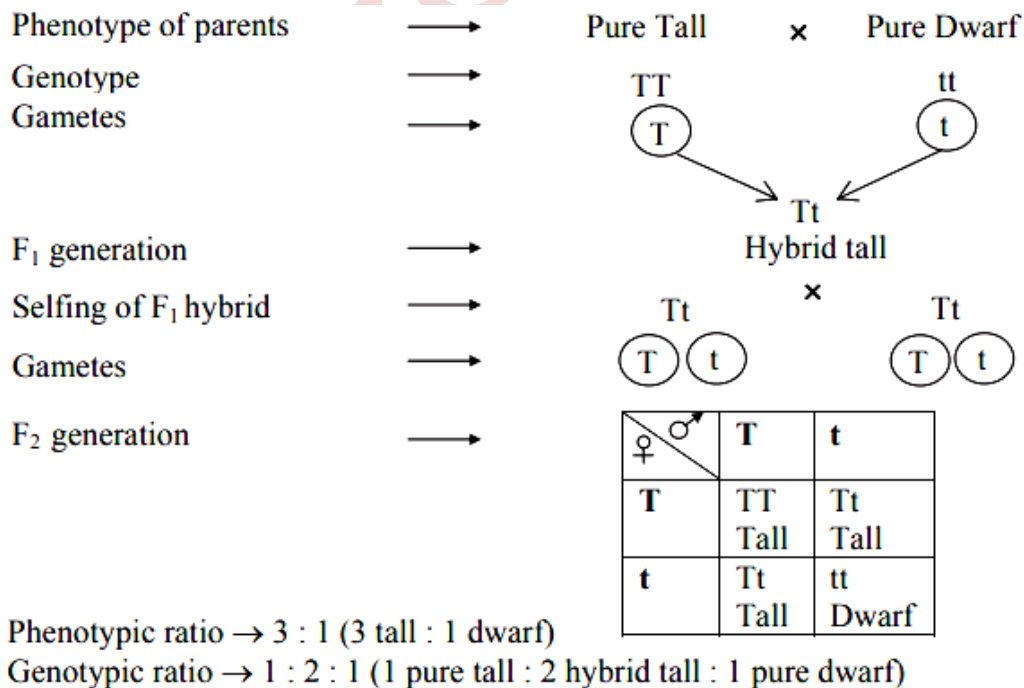 Phenotype of parents → Pure Tall × Pure Dwarf
Genotype → TT tt
Gametes → T t
Tt
F₁ generation → Hybrid tall
Selfing of F₁ hybrid → Tt × Tt
Gametes → T t T t
F₂ generation → ♀ ♂ T t
T TT Tt
Tall Tall
t Tt tt
Tall Dwarf
Phenotypic ratio → 3 : 1 (3 tall : 1 dwarf)
Genotypic ratio → 1 : 2 : 1 (1 pure tall : 2 hybrid tall : 1 pure dwarf)